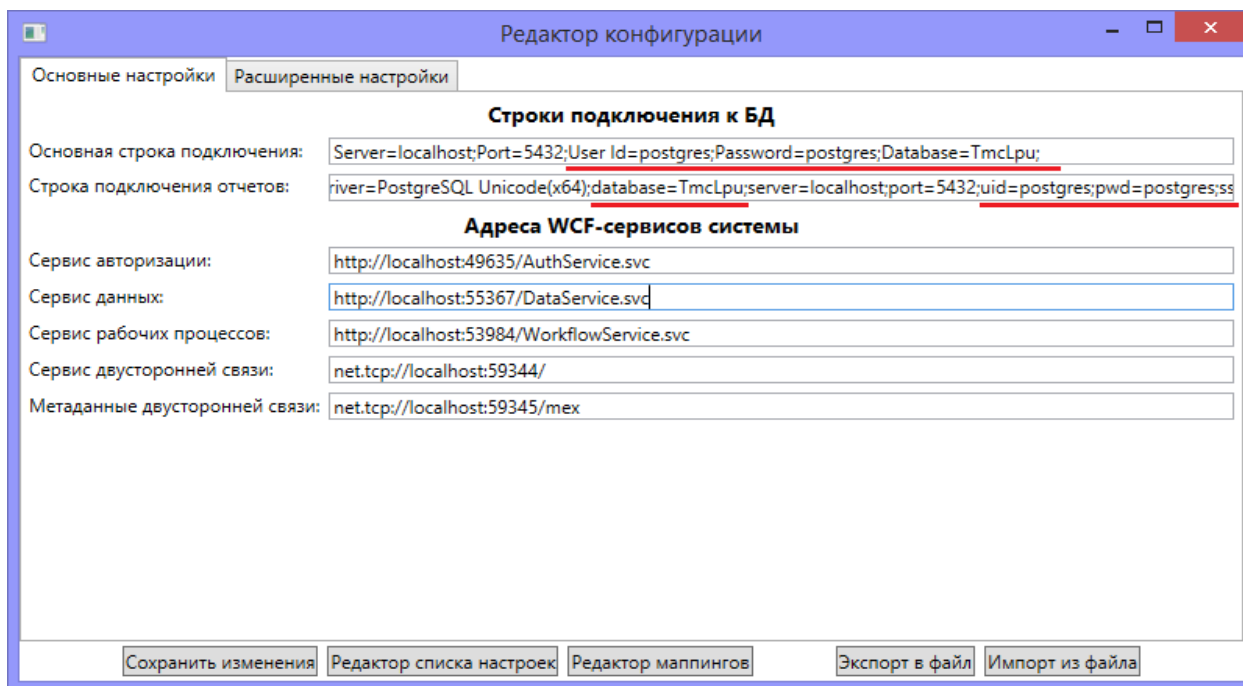 Редактор конфигурации
Основные настройки Расширенные настройки
Строки подключения к БД
Основная строка подключения: Server=localhost;Port=5432;User Id=postgres;Password=postgres;Database=TmcLpu;
Строка подключения отчетов: river=PostgreSQL Unicode(x64);database=TmcLpu;server=localhost;port=5432;uid=postgres;pwd=postgres;ss
Адреса WCF-сервисов системы
Сервис авторизации: http://localhost:49635/AuthService.svc
Сервис данных: http://localhost:55367/DataService.svc
Сервис рабочих процессов: http://localhost:53984/WorkflowService.svc
Сервис двусторонней связи: net.tcp://localhost:59344/
Метаданные двусторонней связи: net.tcp://localhost:59345/mex
Сохранить изменения Редактор списка настроек Редактор маппингов Экспорт в файл Импорт из файла